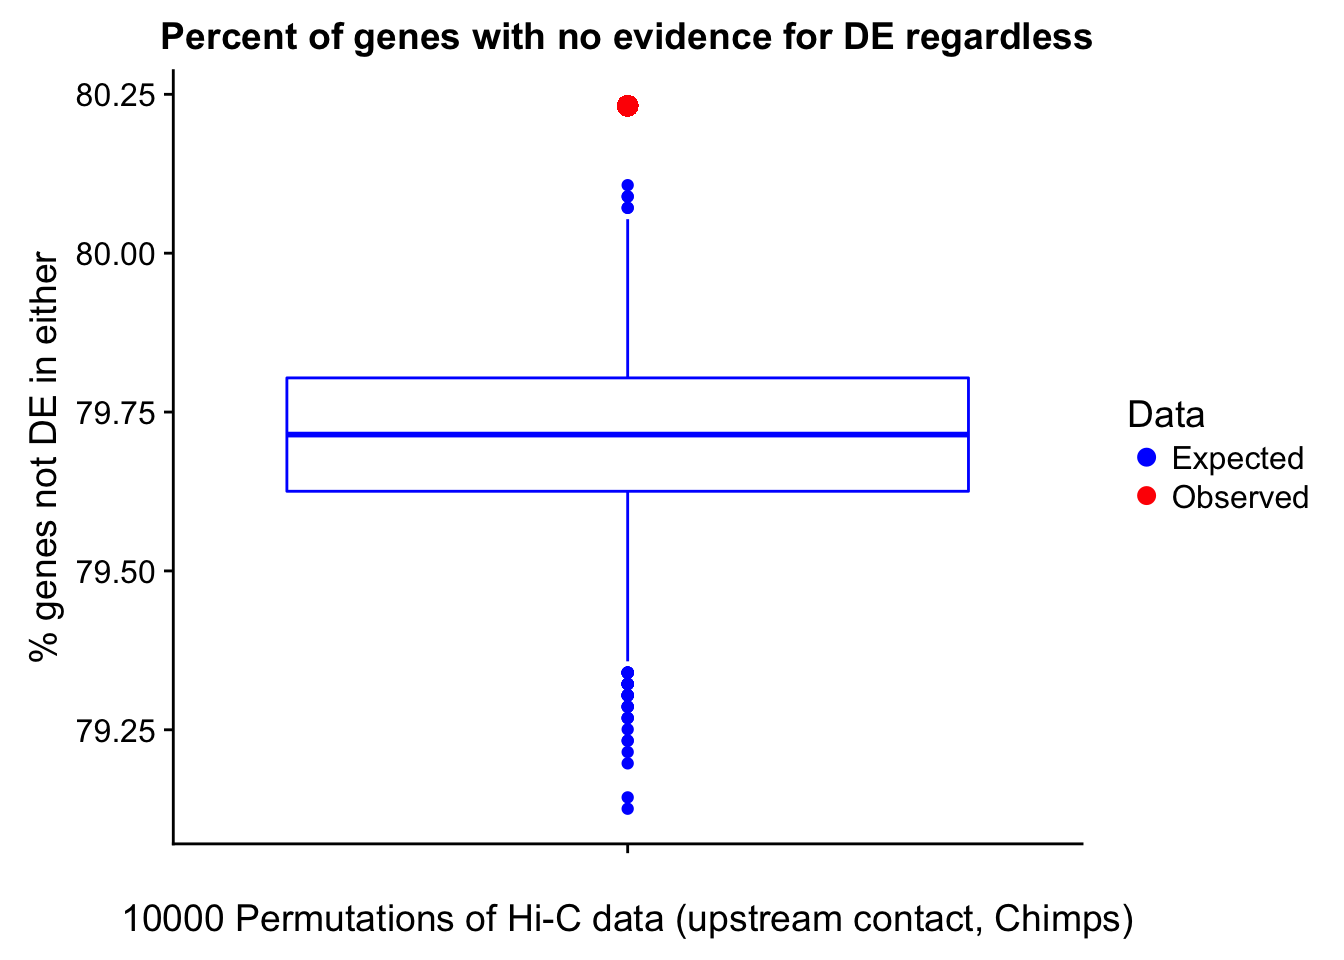 Percent of genes with no evidence for DE regardless
80.25
80.00
79.75
79.50
79.25
% genes not DE in either
10000 Permutations of Hi-C data (upstream contact, Chimps)
Data
Expected
Observed